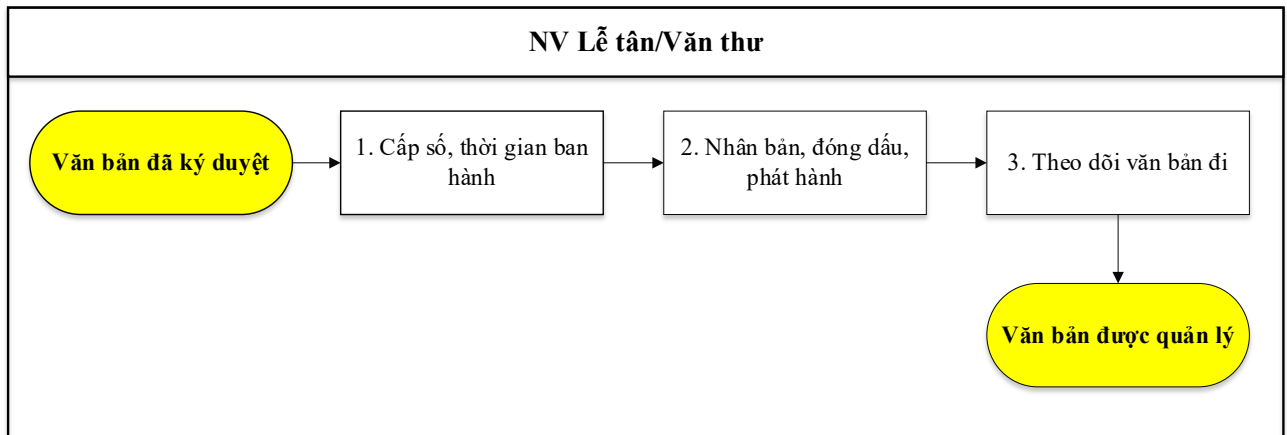 NV Lễ tân/Văn thư
Văn bản đã ký duyệt
1. Cấp số, thời gian ban
hành
2. Nhân bản, đóng dấu,
phát hành
3. Theo dõi văn bản đi
Văn bản được quản lý